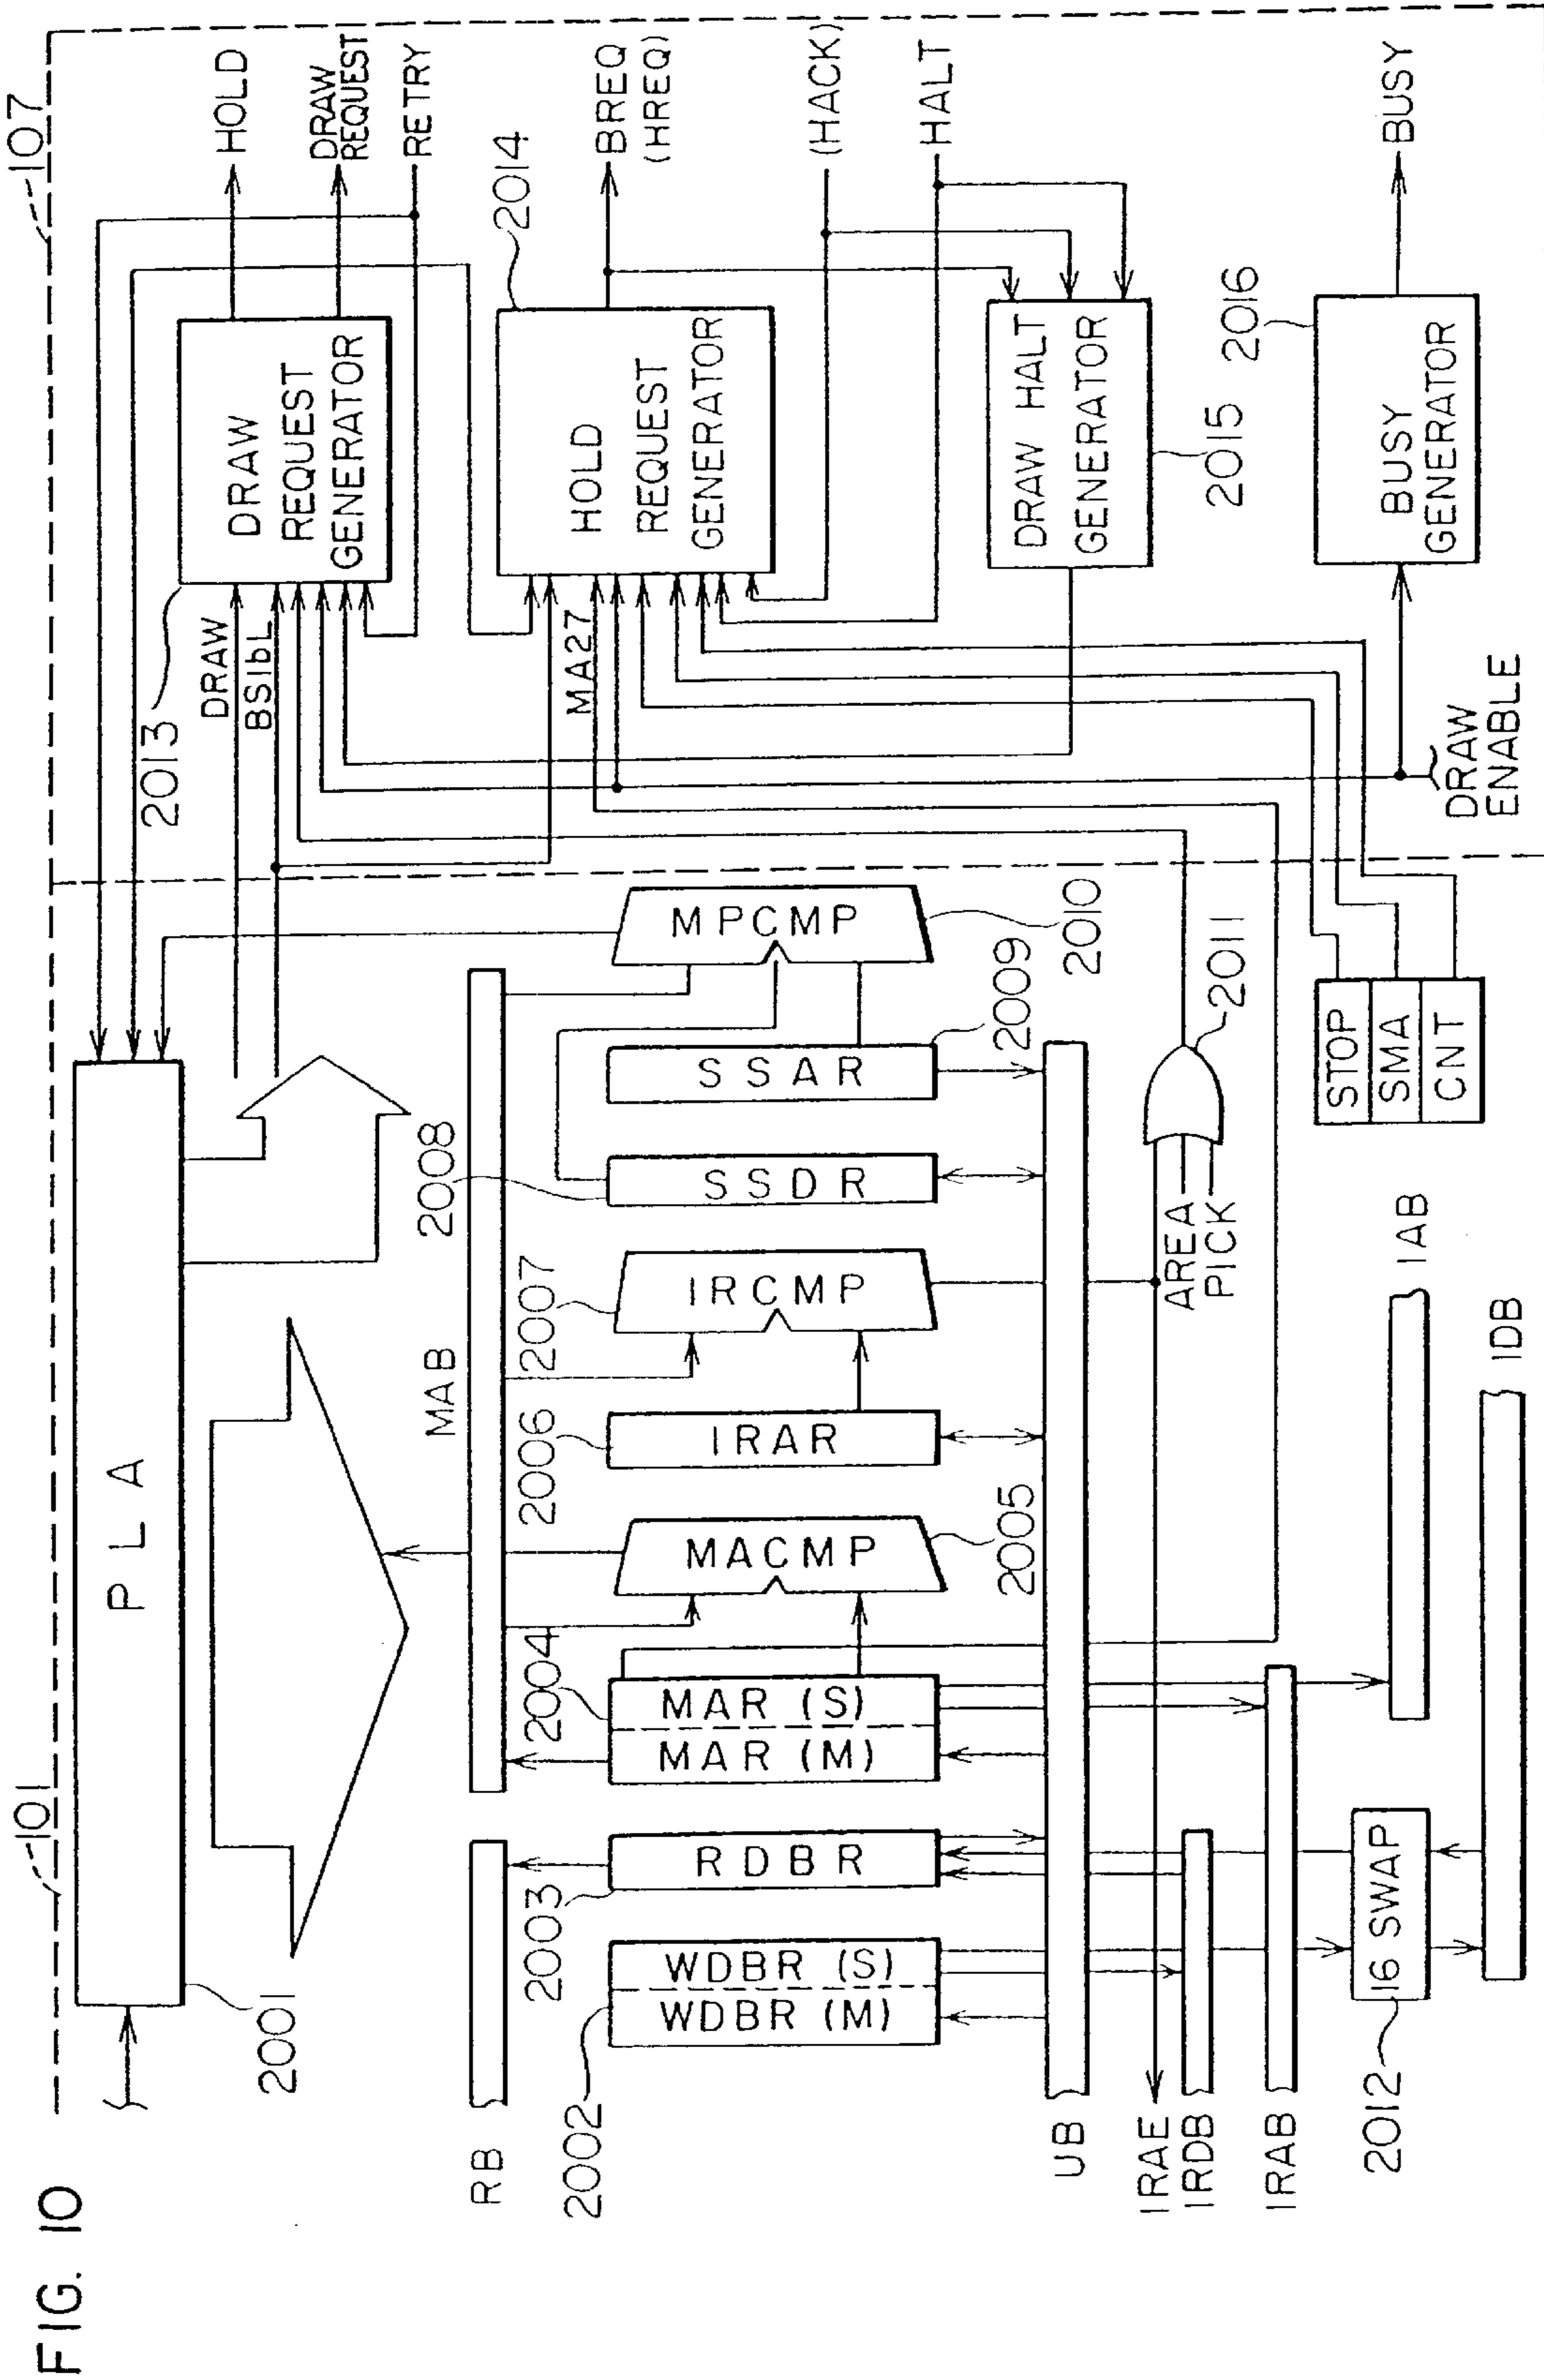 FIG. 10
101
107
PLA
2001
HOLD
DRAW
REQUEST
RETRY
2013
DRAW
REQUEST
GENERATOR
DRAW
BS1bL
2014
HOLD
REQUEST
GENERATOR
MA27
BREQ
(HREQ)
(HACK)
HALT
DRAW HALT
GENERATOR
2015
2016
BUSY
GENERATOR
BUSY
DRAW
ENABLE
RB
MAB
2002
WDBR (S)
WDBR (M)
2003
RDBR
2004
MAR (S)
MAR (M)
MACMP
2005
2006
IRAR
2007
IRCMP
2008
SSDR
SSAR
2009
MPCMP
2010
UB
IRAE
IRDB
IRAB
AREA
PICK
2011
STOP
SMA
CNT
2012
16 SWAP
IAB
IDB